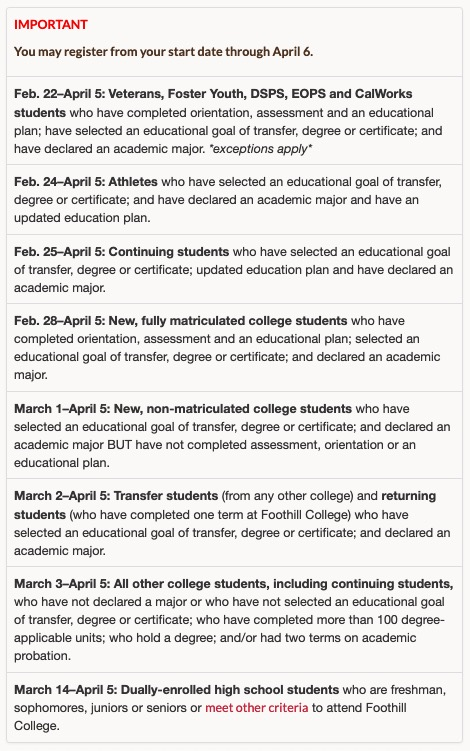 IMPORTANT
You may register from your start date through April 6.
Feb. 22–April 5: Veterans, Foster Youth, DSPS, EOPS and CalWorks
students who have completed orientation, assessment and an educational
plan; have selected an educational goal of transfer, degree or certificate; and
have declared an academic major. *exceptions apply*
Feb. 24–April 5: Athletes who have selected an educational goal of transfer,
degree or certificate; and have declared an academic major and have an
updated education plan.
Feb. 25–April 5: Continuing students who have selected an educational goal
of transfer, degree or certificate; updated education plan and have declared an
academic major.
Feb. 28–April 5: New, fully matriculated college students who have
completed orientation, assessment and an educational plan; selected an
educational goal of transfer, degree or certificate; and declared an academic
major.
March 1–April 5: New, non-matriculated college students who have
selected an educational goal of transfer, degree or certificate; and declared an
academic major BUT have not completed assessment, orientation or an
educational plan.
March 2–April 5: Transfer students (from any other college) and returning
students (who have completed one term at Foothill College) who have
selected an educational goal of transfer, degree or certificate; and declared an
academic major.
March 3–April 5: All other college students, including continuing students,
who have not declared a major or who have not selected an educational goal
of transfer, degree or certificate; who have completed more than 100 degree-
applicable units; who hold a degree; and/or had two terms on academic
probation.
March 14–April 5: Dually-enrolled high school students who are freshman,
sophomores, juniors or seniors or meet other criteria to attend Foothill
College.